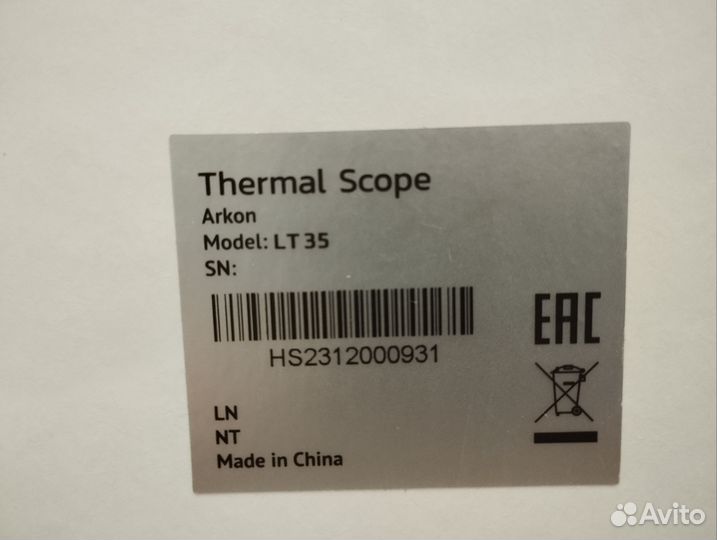 Thermal Scope
Arkon
Model: LT 35
SN:
HS2312000931
EAC
LN
NT
Made in China
Avito